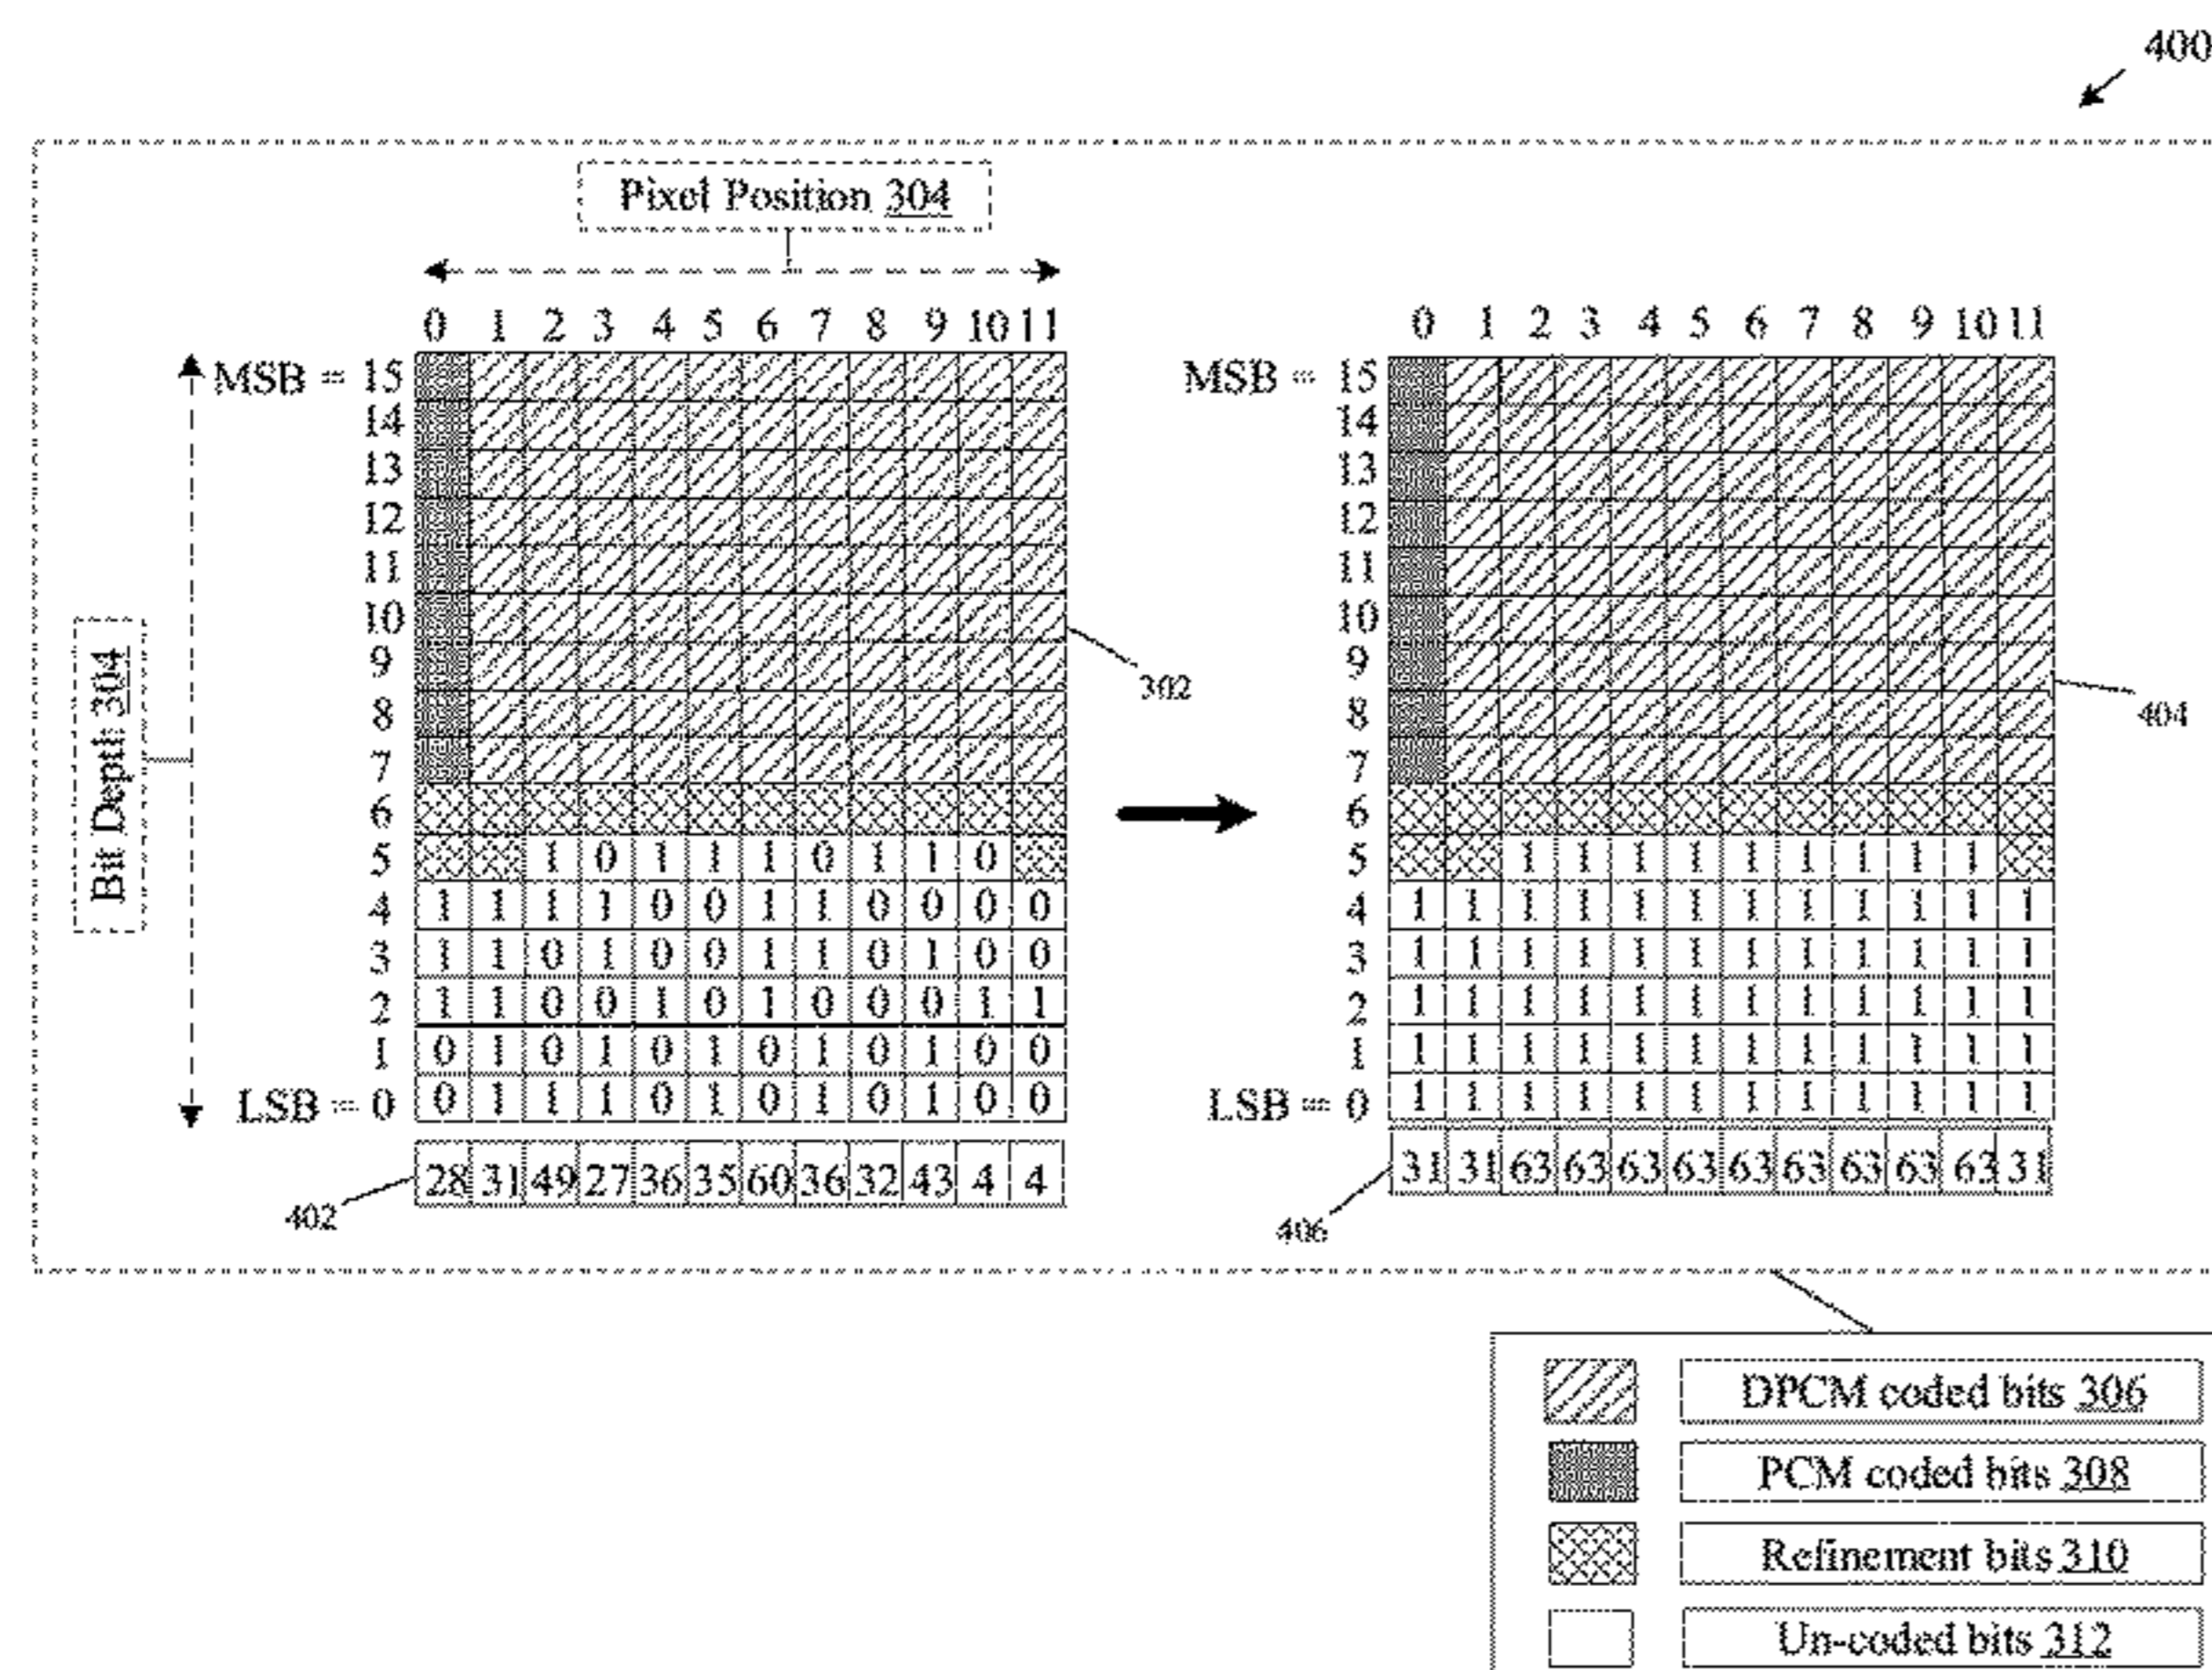 400
Pixel Position 304
0 1 2 3 4 5 6 7 8 9 10 11
MSB = 15
14
13
12
11
10
9
8
7
6
5 1 0 1 1 1 0 1 1 0
4 1 1 1 1 0 0 1 1 0 0 0 0
3 1 1 0 1 0 0 1 1 0 1 0 0
2 1 1 0 0 1 0 1 0 0 0 1 1
1 0 1 0 1 0 1 0 1 0 1 0 0
LSB = 0 0 1 1 1 0 1 0 1 0 1 0 0
28 31 49 27 36 35 60 36 32 43 4 4
402
Bit Depth 304
302
0 1 2 3 4 5 6 7 8 9 10 11
MSB = 15
14
13
12
11
10
9
8
7
6
5 1 1 1 1 1 1 1 1 1
4 1 1 1 1 1 1 1 1 1 1 1 1
3 1 1 1 1 1 1 1 1 1 1 1 1
2 1 1 1 1 1 1 1 1 1 1 1 1
1 1 1 1 1 1 1 1 1 1 1 1 1
LSB = 0 1 1 1 1 1 1 1 1 1 1 1 1
31 31 63 63 63 63 63 63 63 63 63 31
406
404
DPCM coded bits 306
PCM coded bits 308
Refinement bits 310
Un-coded bits 312